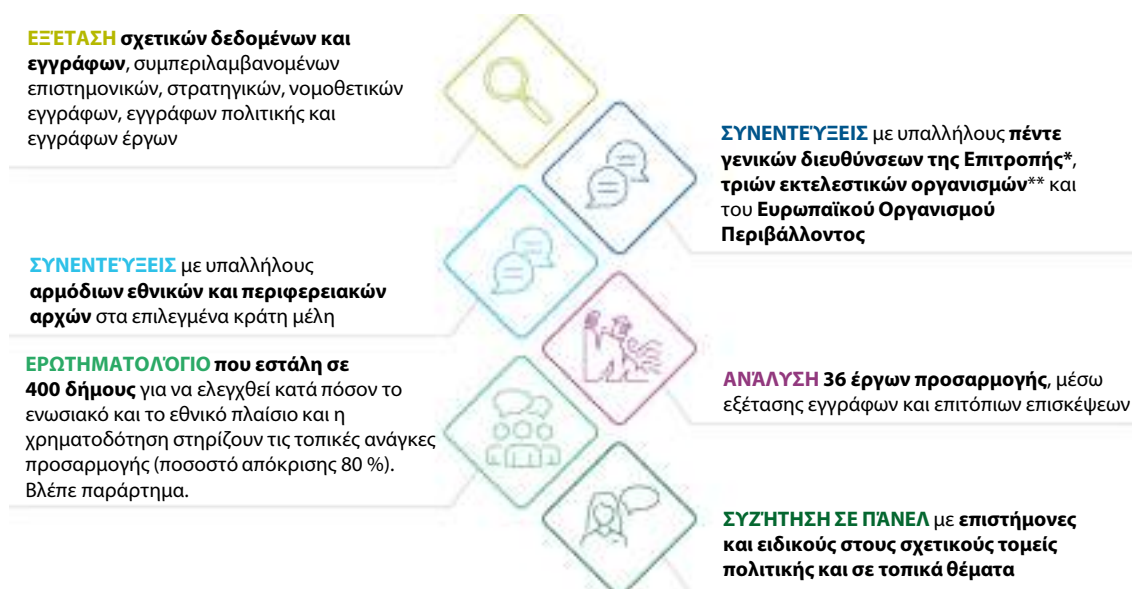 ΕΞΈΤΑΣΗ σχετικών δεδομένων και
εγγράφων, συμπεριλαμβανομένων
επιστημονικών, στρατηγικών, νομοθετικών
εγγράφων, εγγράφων πολιτικής και
εγγράφων έργων
ΣΥΝΕΝΤΕΎΞΕΙΣ με υπαλλήλους πέντε
γενικών διευθύνσεων της Επιτροπής*,
τριών εκτελεστικών οργανισμών** και
του Ευρωπαϊκού Οργανισμού
Περιβάλλοντος
ΣΥΝΕΝΤΕΎΞΕΙΣ με υπαλλήλους
αρμόδιων εθνικών και περιφερειακών
αρχών στα επιλεγμένα κράτη μέλη
ΕΡΩΤΗΜΑΤΟΛΌΓΙΟ που εστάλη σε
400 δήμους για να ελεγχθεί κατά πόσον το
ενωσιακό και το εθνικό πλαίσιο και η
χρηματοδότηση στηρίζουν τις τοπικές ανάγκες
προσαρμογής (ποσοστό απόκρισης 80 %).
Βλέπε παράρτημα.
ΑΝΆΛΥΣΗ 36 έργων προσαρμογής, μέσω
εξέτασης εγγράφων και επιτόπιων επισκέψεων
ΣΥΖΉΤΗΣΗ ΣΕ ΠΆΝΕΛ με επιστήμονες
και ειδικούς στους σχετικούς τομείς
πολιτικής και σε τοπικά θέματα